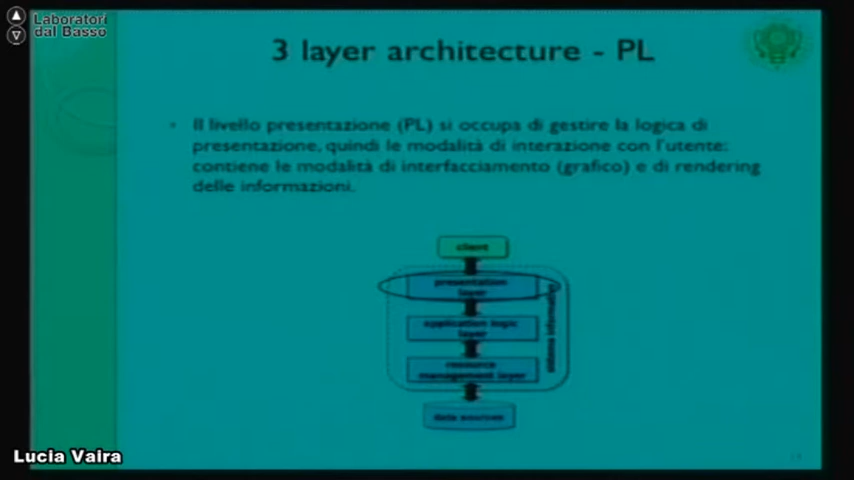 Laboratori
dal Basso
3 layer architecture - PL
• Il livello presentazione (PL) si occupa di gestire la logica di
presentazione, quindi le modalità di interazione con l'utente:
contiene le modalità di interfacciamento (grafico) e di rendering
delle informazioni.
client
presentation
layer
application logic
layer
resource
management layer
data sources
Lucia Vaira